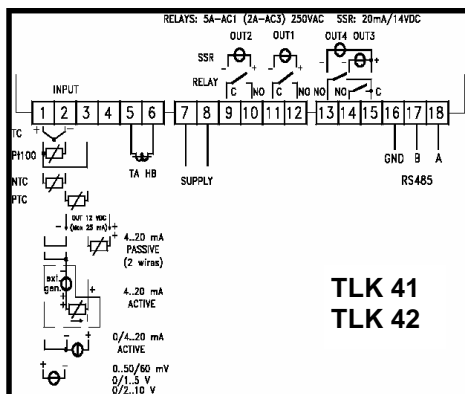 RELAYS: 5A-AC1 (2A-AC3) 250VAC SSR: 20mA/14VDC
OUT2 OUT1 OUT4 OUT3
SSR - + - + - - +
RELAY
INPUT C NO C NO NO NO C
1 2 3 4 5 6 7 8 9 10 11 12 13 14 15 16 17 18
TC + -
Pt100
TA HB
SUPPLY
GND B A
RS485
NTC
PTC
OUT 12 VDC
(Max 25 mA)
- +
+
4..20 mA
PASSIVE
(2 wires)
ext.
gen.
-
+
+
4..20 mA
ACTIVE
- +
0/4..20 mA
ACTIVE
+ -
0..50/60 mV
0/1..5 V
0/2..10 V
TLK 41
TLK 42